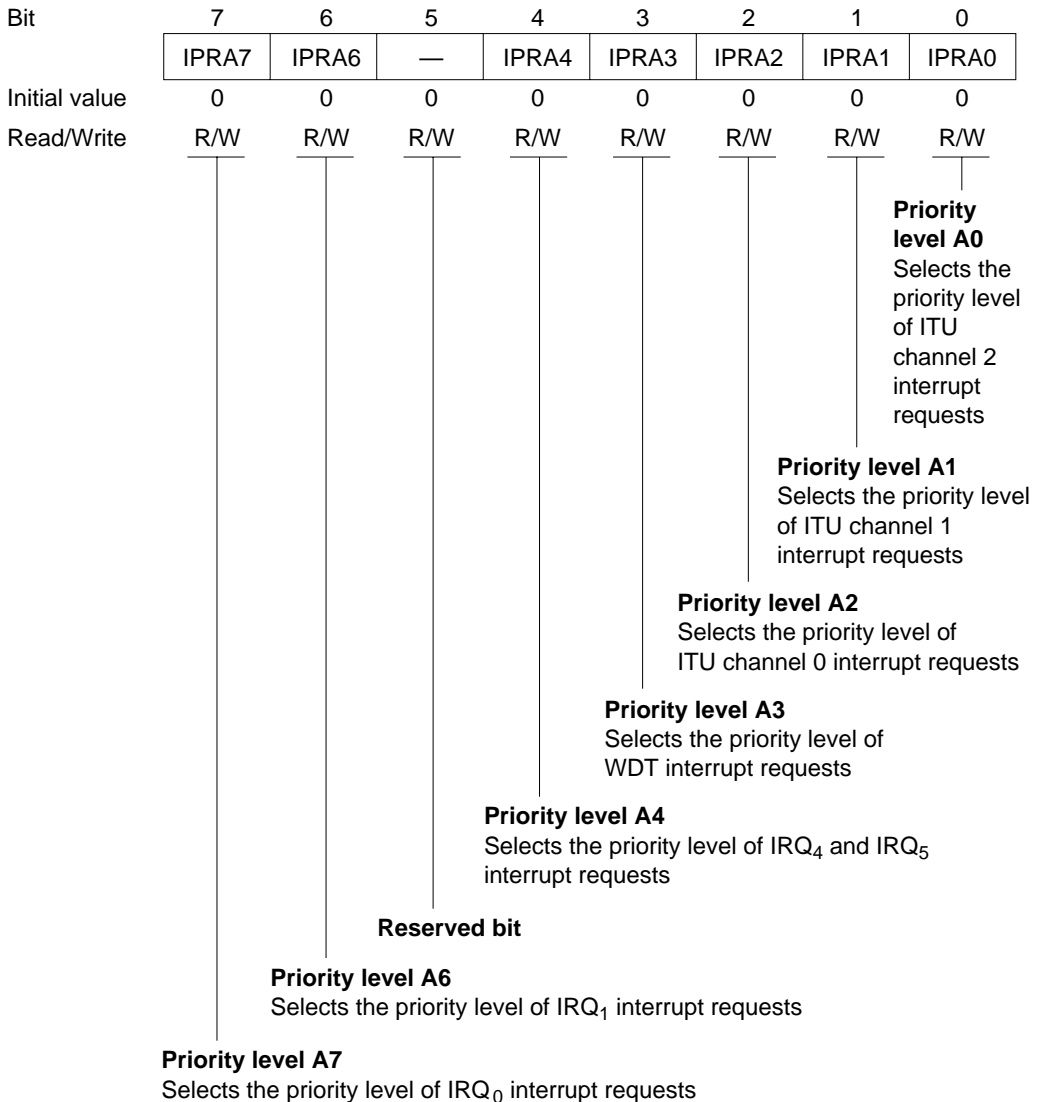 Bit 7 6 5 4 3 2 1 0
IPRA7 IPRA6 — IPRA4 IPRA3 IPRA2 IPRA1 IPRA0
Initial value 0 0 0 0 0 0 0 0
Read/Write R/W R/W R/W R/W R/W R/W R/W R/W
Priority
level A0
Selects the
priority level
of ITU
channel 2
interrupt
requests
Priority level A1
Selects the priority level
of ITU channel 1
interrupt requests
Priority level A2
Selects the priority level of
ITU channel 0 interrupt requests
Priority level A3
Selects the priority level of
WDT interrupt requests
Priority level A4
Selects the priority level of IRQ4 and IRQ5
interrupt requests
Reserved bit
Priority level A6
Selects the priority level of IRQ1 interrupt requests
Priority level A7
Selects the priority level of IRQ0 interrupt requests